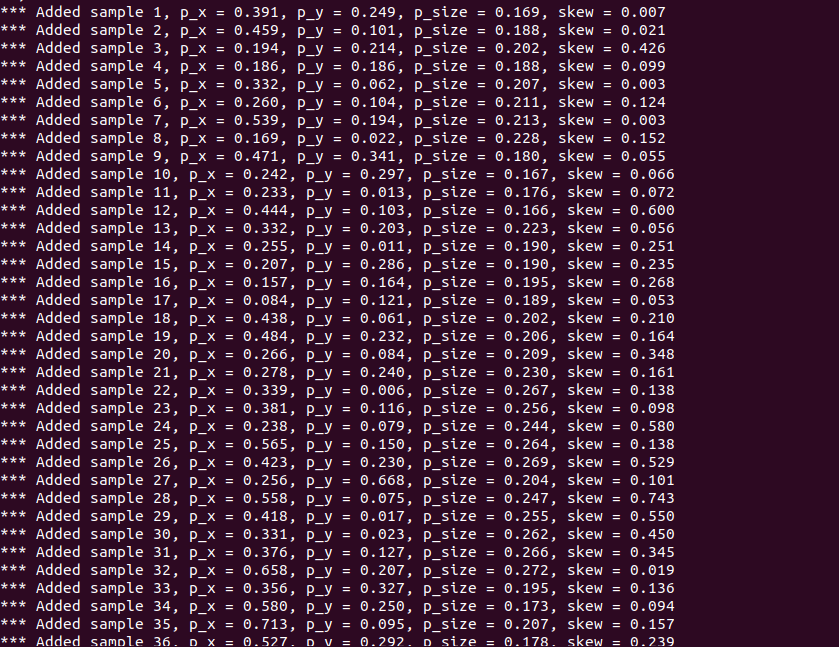 *** Added sample 1, p_x = 0.391, p_y = 0.249, p_size = 0.169, skew = 0.007
*** Added sample 2, p_x = 0.459, p_y = 0.101, p_size = 0.188, skew = 0.021
*** Added sample 3, p_x = 0.194, p_y = 0.214, p_size = 0.202, skew = 0.426
*** Added sample 4, p_x = 0.186, p_y = 0.186, p_size = 0.188, skew = 0.099
*** Added sample 5, p_x = 0.332, p_y = 0.062, p_size = 0.207, skew = 0.003
*** Added sample 6, p_x = 0.260, p_y = 0.104, p_size = 0.211, skew = 0.124
*** Added sample 7, p_x = 0.539, p_y = 0.194, p_size = 0.213, skew = 0.003
*** Added sample 8, p_x = 0.169, p_y = 0.022, p_size = 0.228, skew = 0.152
*** Added sample 9, p_x = 0.471, p_y = 0.341, p_size = 0.180, skew = 0.055
*** Added sample 10, p_x = 0.242, p_y = 0.297, p_size = 0.167, skew = 0.066
*** Added sample 11, p_x = 0.233, p_y = 0.013, p_size = 0.176, skew = 0.072
*** Added sample 12, p_x = 0.444, p_y = 0.103, p_size = 0.166, skew = 0.600
*** Added sample 13, p_x = 0.332, p_y = 0.203, p_size = 0.223, skew = 0.056
*** Added sample 14, p_x = 0.255, p_y = 0.011, p_size = 0.190, skew = 0.251
*** Added sample 15, p_x = 0.207, p_y = 0.286, p_size = 0.190, skew = 0.235
*** Added sample 16, p_x = 0.157, p_y = 0.164, p_size = 0.195, skew = 0.268
*** Added sample 17, p_x = 0.084, p_y = 0.121, p_size = 0.189, skew = 0.053
*** Added sample 18, p_x = 0.438, p_y = 0.061, p_size = 0.202, skew = 0.210
*** Added sample 19, p_x = 0.484, p_y = 0.232, p_size = 0.206, skew = 0.164
*** Added sample 20, p_x = 0.266, p_y = 0.084, p_size = 0.209, skew = 0.348
*** Added sample 21, p_x = 0.278, p_y = 0.240, p_size = 0.230, skew = 0.161
*** Added sample 22, p_x = 0.339, p_y = 0.006, p_size = 0.267, skew = 0.138
*** Added sample 23, p_x = 0.381, p_y = 0.116, p_size = 0.256, skew = 0.098
*** Added sample 24, p_x = 0.238, p_y = 0.079, p_size = 0.244, skew = 0.580
*** Added sample 25, p_x = 0.565, p_y = 0.150, p_size = 0.264, skew = 0.138
*** Added sample 26, p_x = 0.423, p_y = 0.230, p_size = 0.269, skew = 0.529
*** Added sample 27, p_x = 0.256, p_y = 0.668, p_size = 0.204, skew = 0.101
*** Added sample 28, p_x = 0.558, p_y = 0.075, p_size = 0.247, skew = 0.743
*** Added sample 29, p_x = 0.418, p_y = 0.017, p_size = 0.255, skew = 0.550
*** Added sample 30, p_x = 0.331, p_y = 0.023, p_size = 0.262, skew = 0.450
*** Added sample 31, p_x = 0.376, p_y = 0.127, p_size = 0.266, skew = 0.345
*** Added sample 32, p_x = 0.658, p_y = 0.207, p_size = 0.272, skew = 0.019
*** Added sample 33, p_x = 0.356, p_y = 0.327, p_size = 0.195, skew = 0.136
*** Added sample 34, p_x = 0.580, p_y = 0.250, p_size = 0.173, skew = 0.094
*** Added sample 35, p_x = 0.713, p_y = 0.095, p_size = 0.207, skew = 0.157
*** Added sample 36, p_x = 0.527, p_y = 0.292, p_size = 0.178, skew = 0.239